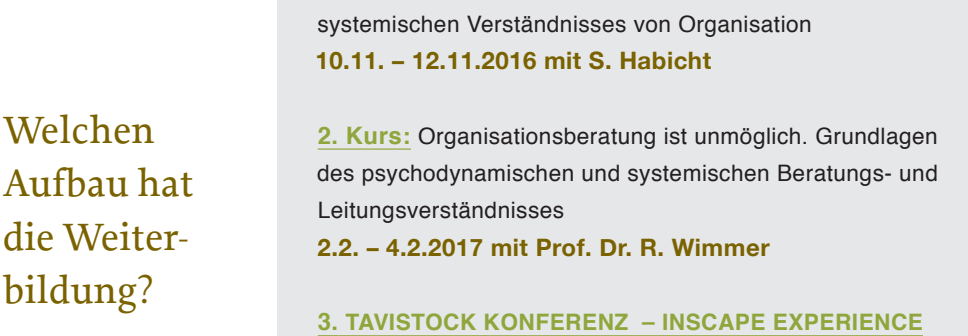 Welchen
Aufbau hat
die Weiter-
bildung?
systemischen Verständnisses von Organisation
10.11. – 12.11.2016 mit S. Habicht
2. Kurs: Organisationsberatung ist unmöglich. Grundlagen
des psychodynamischen und systemischen Beratungs- und
Leitungsverständnisses
2.2. – 4.2.2017 mit Prof. Dr. R. Wimmer
3. TAVISTOCK KONFERENZ – INSCAPE EXPERIENCE